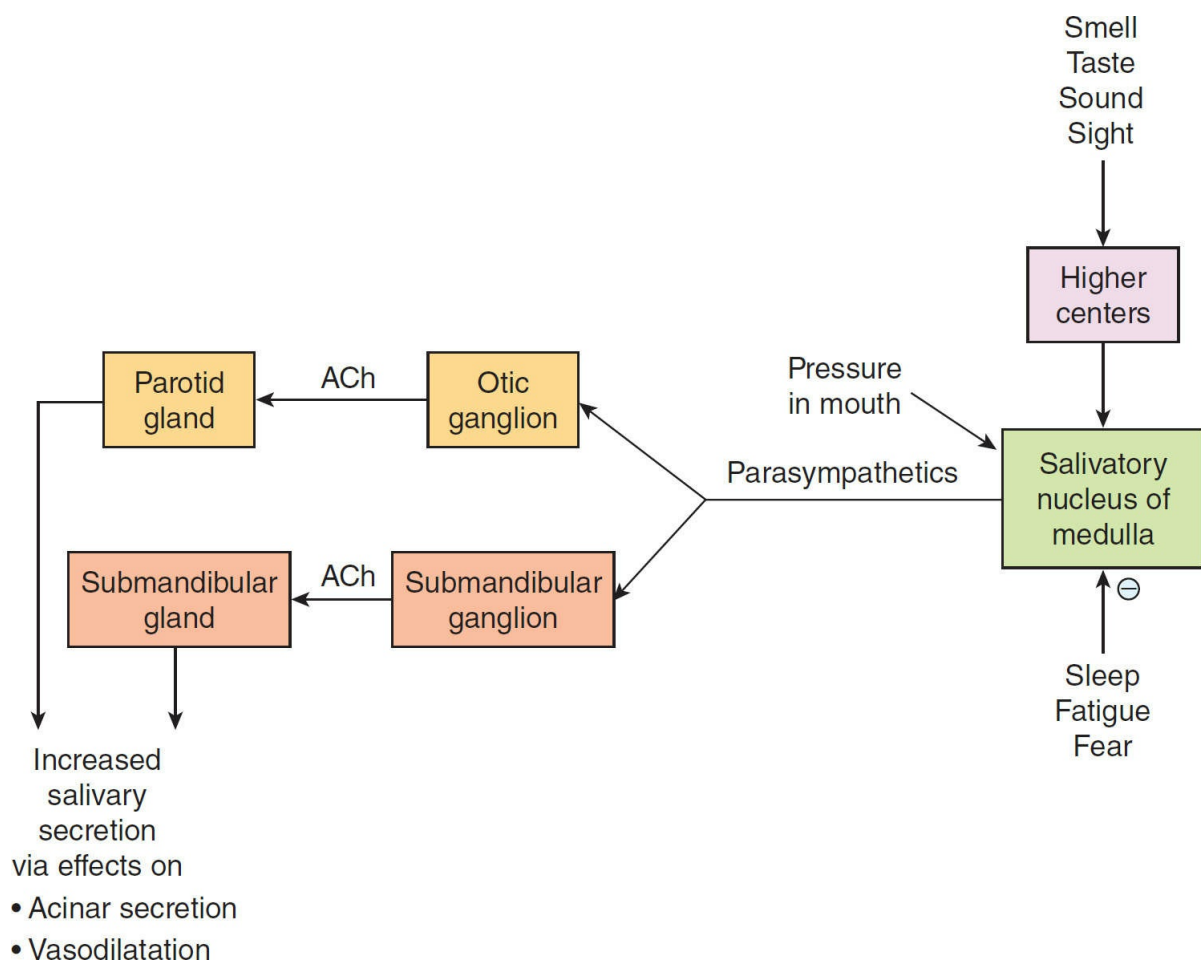 Smell
Taste
Sound
Sight
Higher
centers
Pressure
in mouth
Parotid
gland
ACh
Otic
ganglion
Parasympathetics
Salivatory
nucleus of
medulla
Submandibular
gland
ACh
Submandibular
ganglion
⊖
Sleep
Fatigue
Fear
Increased
salivary
secretion
via effects on
• Acinar secretion
• Vasodilatation